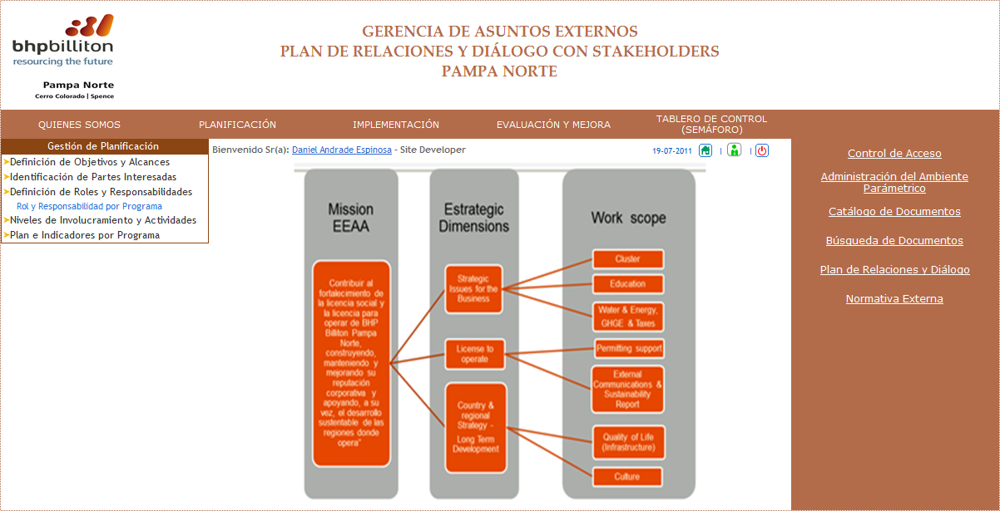 bhpbilliton
resourcing the future
Pampa Norte
Cerro Colorado | Spence
GERENCIA DE ASUNTOS EXTERNOS
PLAN DE RELACIONES Y DIÁLOGO CON STAKEHOLDERS
PAMPA NORTE
QUIENES SOMOS
PLANIFICACIÓN
IMPLEMENTACIÓN
EVALUACIÓN Y MEJORA
TABLERO DE CONTROL
(SEMÁFORO)
Gestión de Planificación
Definición de Objetivos y Alcances
Identificación de Partes Interesadas
Definición de Roles y Responsabilidades
Rol y Responsabilidad por Programa
Niveles de Involucramiento y Actividades
Plan e Indicadores por Programa
Bienvenido Sr(a): Daniel Andrade Espinosa - Site Developer
19-07-2011 | |
Mission
EEAA
Contribuir al
fortalecimiento de
la licencia social y
la licencia para
operar de BHP
Billiton Pampa
Norte,
construyendo,
manteniendo y
mejorando su
reputación
corporativa y
apoyando, a su
vez, el desarrollo
sustentable de las
regiones donde
opera"
Estrategic
Dimensions
Strategic
Issues for the
Business
License to
operate
Country &
regional
Strategy -
Long Term
Development
Work scope
Cluster
Education
Water & Energy,
GHGE & Taxes
Permitting support
External
Communications &
Sustainability
Report
Quality of Life
(Infrastructure)
Culture
Control de Acceso
Administración del Ambiente
Parámetrico
Catálogo de Documentos
Búsqueda de Documentos
Plan de Relaciones y Diálogo
Normativa Externa